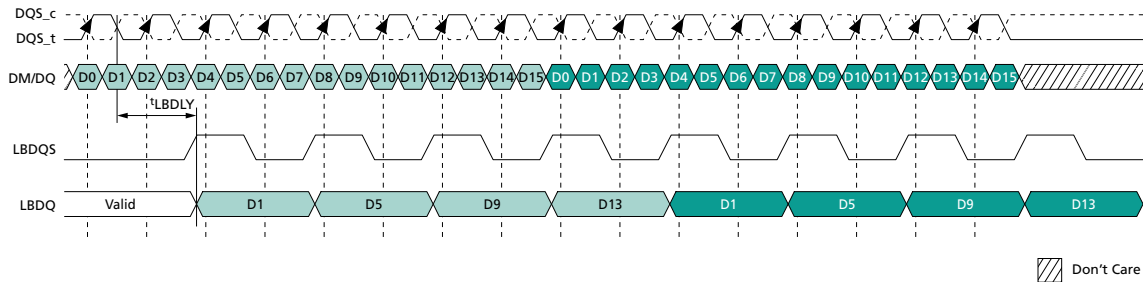 DQS_c
DQS_t
DM/DQ D0 D1 D2 D3 D4 D5 D6 D7 D8 D9 D10 D11 D12 D13 D14 D15 D0 D1 D2 D3 D4 D5 D6 D7 D8 D9 D10 D11 D12 D13 D14 D15
tLBDLY
LBDQS
LBDQ Valid D1 D5 D9 D13 D1 D5 D9 D13
Don't Care